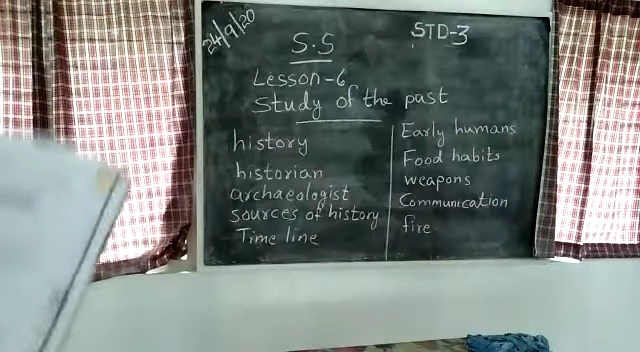 24/9/20
S.S
STD-3
Lesson-6
Study of the past
history
historian
archaeologist
sources of history
Time line
Early humans
Food habits
weapons
Communication
fire